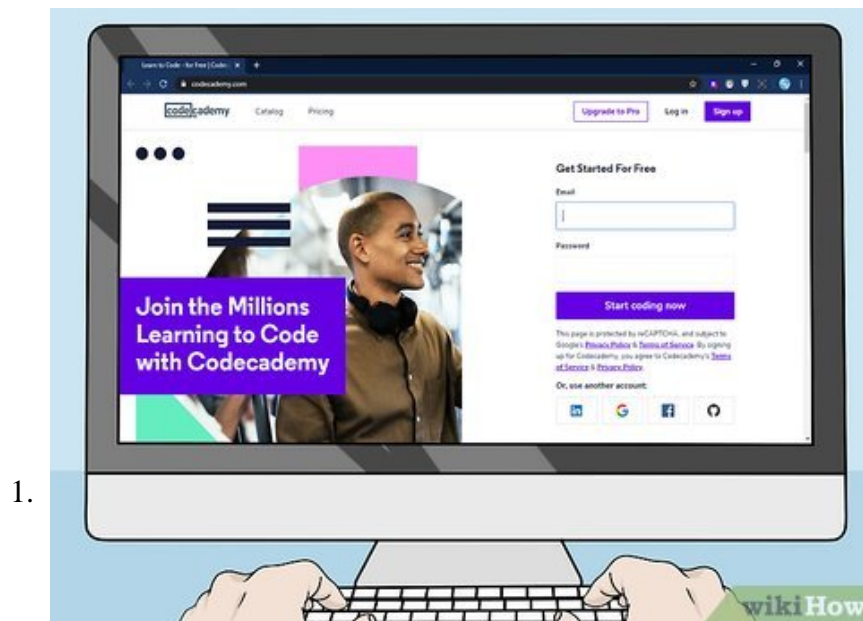 Learn to Code - for Free | Codec
codecademy.com
codecademy Catalog Pricing Upgrade to Pro Log in Sign up
Get Started For Free
Email
Password
Join the Millions
Learning to Code
with Codecademy
Start coding now
This page is protected by reCAPTCHA, and subject to
Google's Privacy Policy & Terms of Service. By signing
up for Codecademy, you agree to Codecademy's Terms
of Service & Privacy Policy.
Or, use another account:
1.
wikiHow